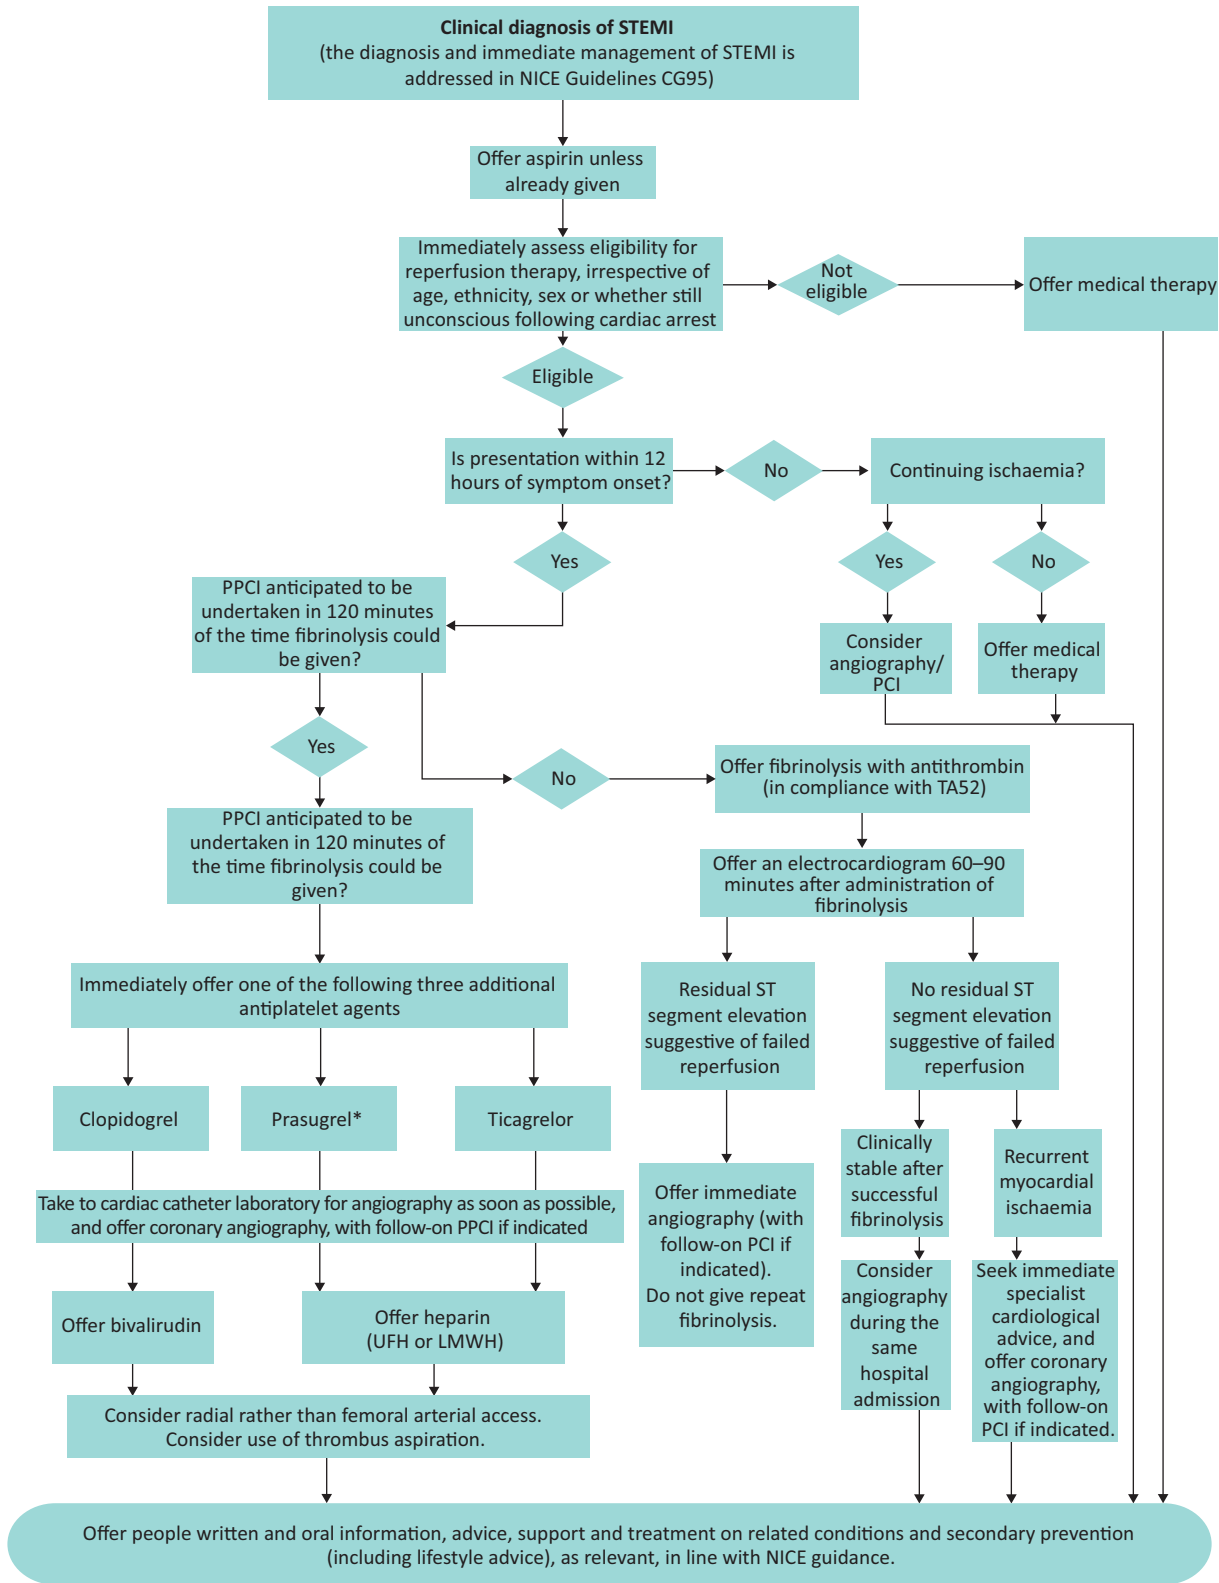 Clinical diagnosis of STEMI
(the diagnosis and immediate management of STEMI is
addressed in NICE Guidelines CG95)
Offer aspirin unless
already given
Immediately assess eligibility for
reperfusion therapy, irrespective of
age, ethnicity, sex or whether still
unconscious following cardiac arrest
Not
eligible
Offer medical therapy
Eligible
Is presentation within 12
hours of symptom onset?
No
Continuing ischaemia?
Yes
Yes
No
PPCI anticipated to be
undertaken in 120 minutes
of the time fibrinolysis could
be given?
Consider
angiography/
PCI
Offer medical
therapy
Yes
No
Offer fibrinolysis with antithrombin
(in compliance with TA52)
PPCI anticipated to be
undertaken in 120 minutes of
the time fibrinolysis could be
given?
Offer an electrocardiogram 60–90
minutes after administration of
fibrinolysis
Immediately offer one of the following three additional
antiplatelet agents
Residual ST
segment elevation
suggestive of failed
reperfusion
No residual ST
segment elevation
suggestive of failed
reperfusion
Clopidogrel
Prasugrel*
Ticagrelor
Clinically
stable after
successful
fibrinolysis
Recurrent
myocardial
ischaemia
Take to cardiac catheter laboratory for angiography as soon as possible,
and offer coronary angiography, with follow-on PPCI if indicated
Offer immediate
angiography (with
follow-on PCI if
indicated).
Do not give repeat
fibrinolysis.
Consider
angiography
during the
same
hospital
admission
Seek immediate
specialist
cardiological
advice, and
offer coronary
angiography,
with follow-on
PCI if indicated.
Offer bivalirudin
Offer heparin
(UFH or LMWH)
Consider radial rather than femoral arterial access.
Consider use of thrombus aspiration.
Offer people written and oral information, advice, support and treatment on related conditions and secondary prevention
(including lifestyle advice), as relevant, in line with NICE guidance.